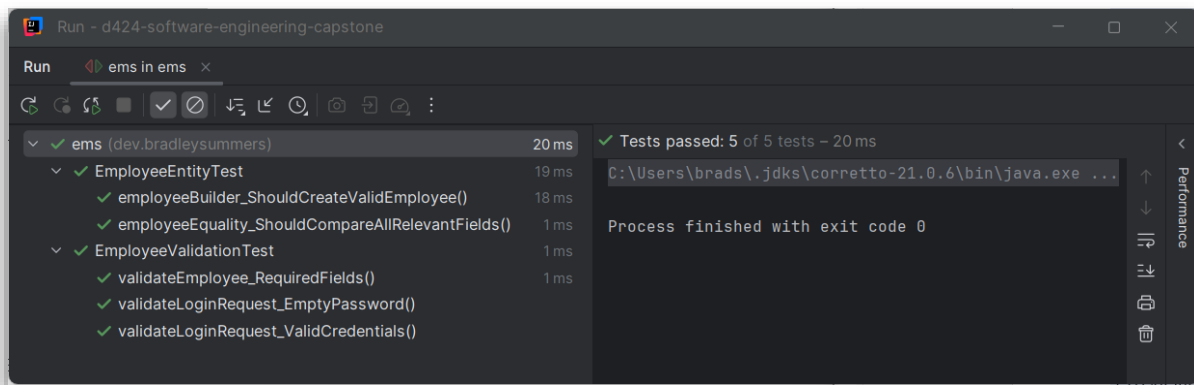 Run - d424-software-engineering-capstone
Run ems in ems
ems (dev.bradleysummers) 20 ms
EmployeeEntityTest 19 ms
employeeBuilder_ShouldCreateValidEmployee() 18 ms
employeeEquality_ShouldCompareAllRelevantFields() 1 ms
EmployeeValidationTest 1 ms
validateEmployee_RequiredFields() 1 ms
validateLoginRequest_EmptyPassword()
validateLoginRequest_ValidCredentials()
Tests passed: 5 of 5 tests – 20 ms
C:\Users\brads\.jdks\corretto-21.0.6\bin\java.exe ...
Process finished with exit code 0
Performance